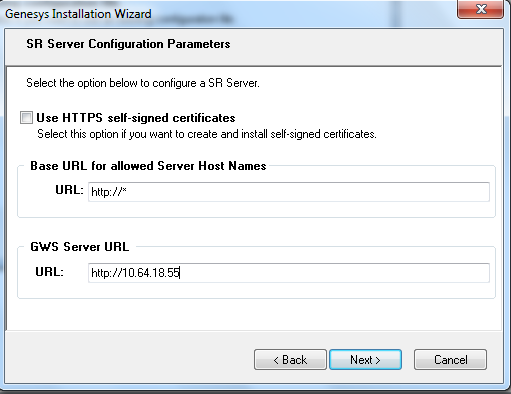 Genesys Installation Wizard
SR Server Configuration Parameters
Select the option below to configure a SR Server.
Use HTTPS self-signed certificates
Select this option if you want to create and install self-signed certificates.
Base URL for allowed Server Host Names
URL: http://*
GWS Server URL
URL: http://10.64.18.55
< Back Next > Cancel